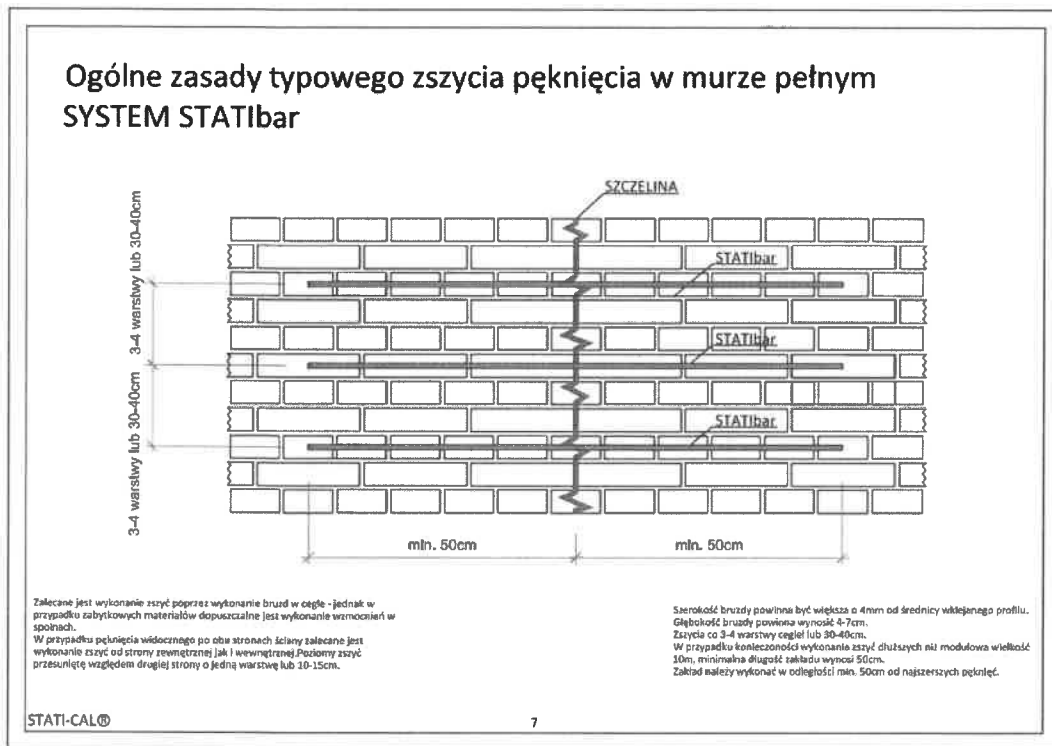 Ogólne zasady typowego zszycia pęknięcia w murze pełnym
SYSTEM STATIbar
SZCZELINA
STATIbar
STATIbar
STATIbar
3-4 warstwy lub 30-40cm
3-4 warstwy lub 30-40cm
min. 50cm
min. 50cm
Zalecane jest wykonanie zszyć poprzez wykonanie bruzd w cegle - jednak w
przypadku zabytkowych materiałów dopuszczalne jest wykonanie wzmocnień w
spoinach.
W przypadku pęknięcia widocznego po obu stronach ściany zalecane jest
wykonanie zszyć od strony zewnętrznej jak i wewnętrznej.Poziomy zszyć
przesunięte względem drugiej strony o jedną warstwę lub 10-15cm.
Szerokość bruzdy powinna być większa o 4mm od średnicy wklejanego profilu.
Głębokość bruzdy powinna wynosić 4-7cm.
Zszycia co 3-4 warstwy cegieł lub 30-40cm.
W przypadku konieczności wykonania zszyć dłuższych niż modułowa wielkość
10m, minimalna długość zakładu wynosi 50cm.
Zakład należy wykonać w odległości min. 50cm od najszerszych pęknięć.
STATI-CAL®
7